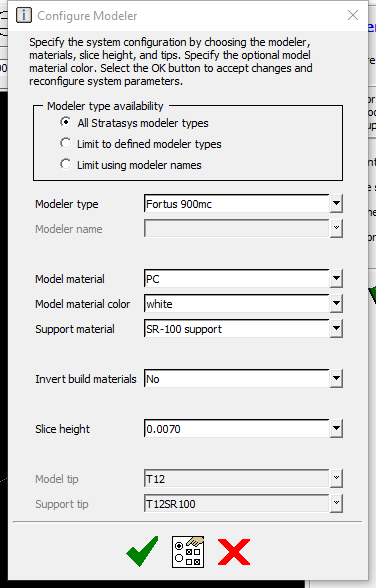 Configure Modeler
Specify the system configuration by choosing the modeler,
materials, slice height, and tips. Specify the optional model
material color. Select the OK button to accept changes and
reconfigure system parameters.
Modeler type availability
All Stratasys modeler types
Limit to defined modeler types
Limit using modeler names
Modeler type Fortus 900mc
Modeler name
Model material PC
Model material color white
Support material SR-100 support
Invert build materials No
Slice height 0.0070
Model tip T12
Support tip T12SR100